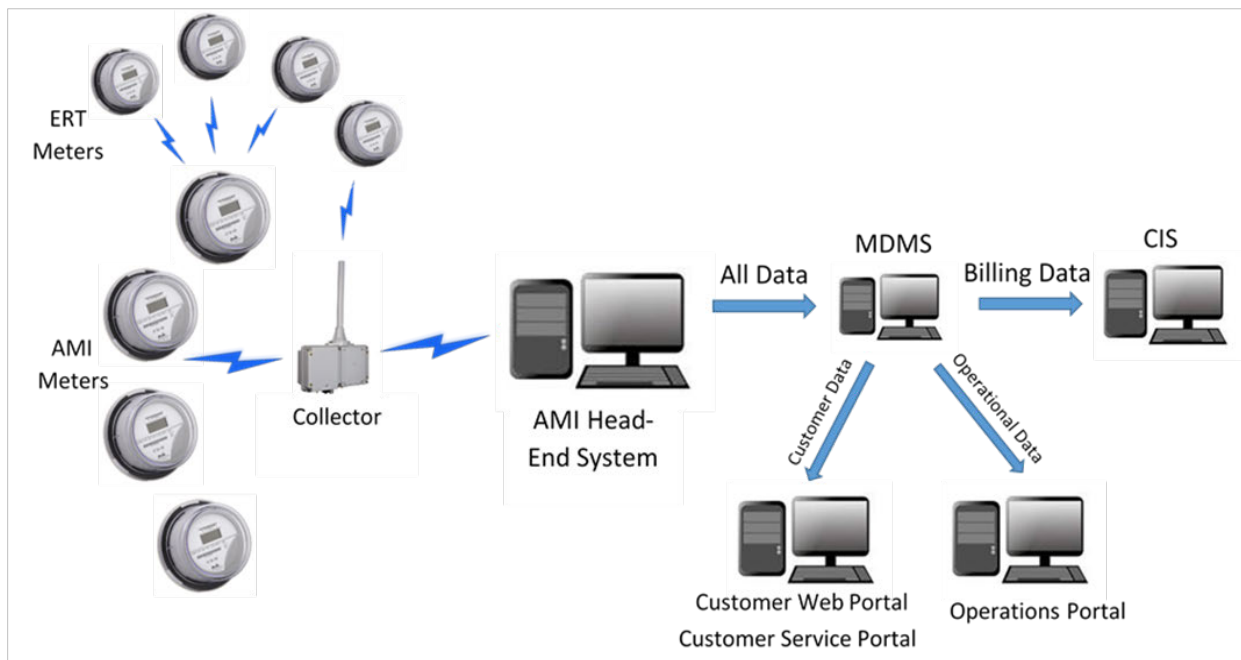 ERT
Meters
AMI
Meters
Collector
AMI Head-
End System
All Data
MDMS
Billing Data
CIS
Customer Data
Operational Data
Customer Web Portal
Customer Service Portal
Operations Portal